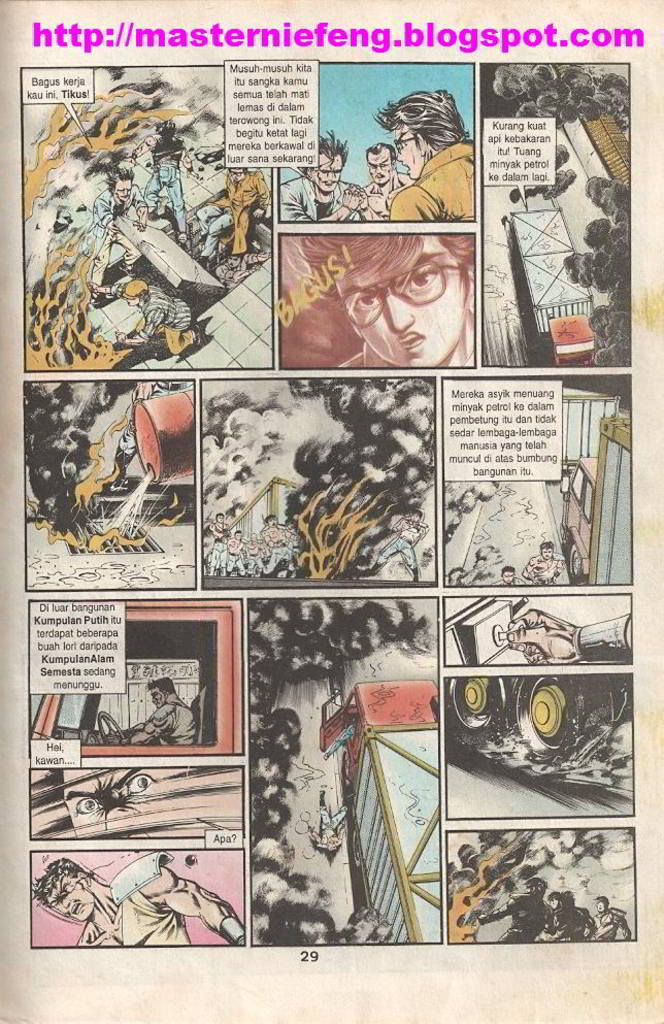 http://masterniefeng.blogspot.com
Bagus kerja
kau ini, Tikus!
Musuh-musuh kita
itu sangka kamu
semua telah mati
lemas di dalam
terowong ini. Tidak
begitu ketat lagi
mereka berkawal di
luar sana sekarang!
BAGUS!
Kurang kuat
api kebakaran
itu! Tuang
minyak petrol
ke dalam lagi.
Mereka asyik menuang
minyak petrol ke dalam
pembetung itu dan tidak
sedar lembaga-lembaga
manusia yang telah
muncul di atas bumbung
bangunan itu.
Di luar bangunan
Kumpulan Putih itu
terdapat beberapa
buah lori daripada
KumpulanAlam
Semesta sedang
menunggu.
Hei,
kawan....
Apa?
29